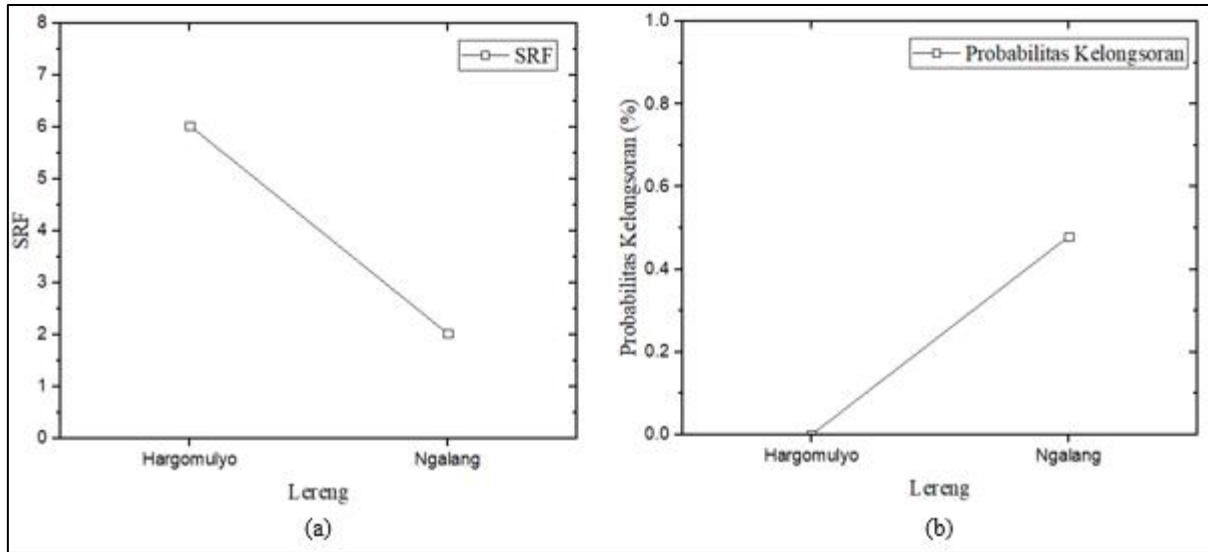 8
7
6
5
4
3
2
1
0
SRF
SRF
Hargomulyo
Ngalang
Lereng
(a)
1.0
0.8
0.6
0.4
0.2
0.0
Probabilitas Kelongsoran (%)
Probabilitas Kelongsoran
Hargomulyo
Ngalang
Lereng
(b)